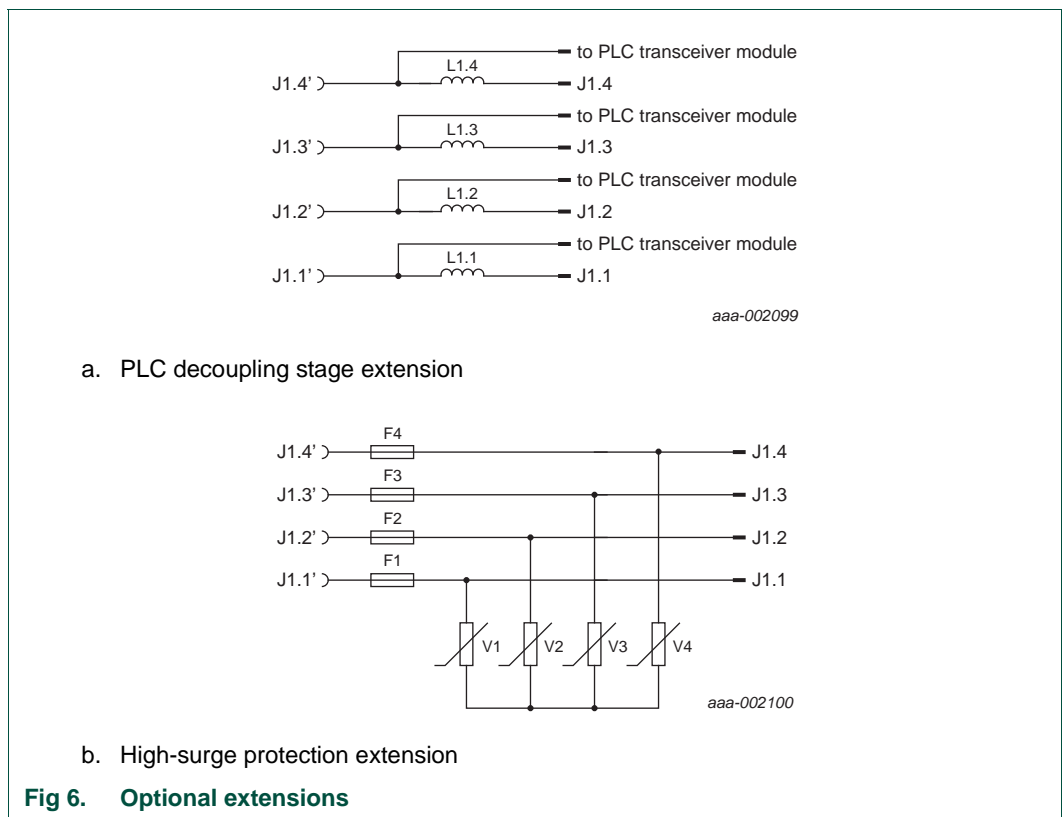 to PLC transceiver module
L1.4
J1.4' J1.4
to PLC transceiver module
L1.3
J1.3' J1.3
to PLC transceiver module
L1.2
J1.2' J1.2
to PLC transceiver module
L1.1
J1.1' J1.1
aaa-002099
a. PLC decoupling stage extension
F4
J1.4' J1.4
F3
J1.3' J1.3
F2
J1.2' J1.2
F1
J1.1' J1.1
V1 V2 V3 V4
aaa-002100
b. High-surge protection extension
Fig 6. Optional extensions